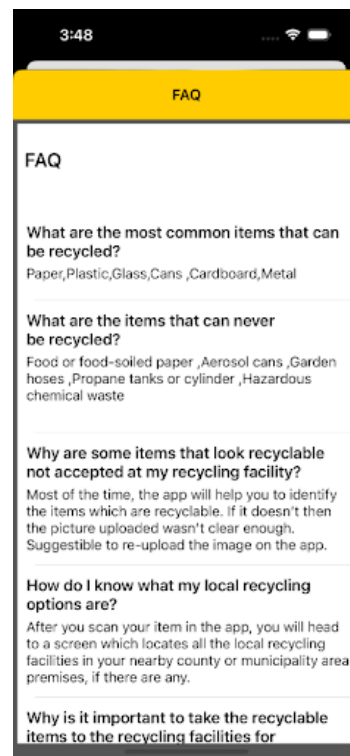 3:48
FAQ
FAQ
What are the most common items that can
be recycled?
Paper,Plastic,Glass,Cans ,Cardboard,Metal
What are the items that can never
be recycled?
Food or food-soiled paper ,Aerosol cans ,Garden
hoses ,Propane tanks or cylinder ,Hazardous
chemical waste
Why are some items that look recyclable
not accepted at my recycling facility?
Most of the time, the app will help you to identify
the items which are recyclable. If it doesn't then
the picture uploaded wasn't clear enough.
Suggestible to re-upload the image on the app.
How do I know what my local recycling
options are?
After you scan your item in the app, you will head
to a screen which locates all the local recycling
facilities in your nearby county or municipality area
premises, if there are any.
Why is it important to take the recyclable
items to the recycling facilities for